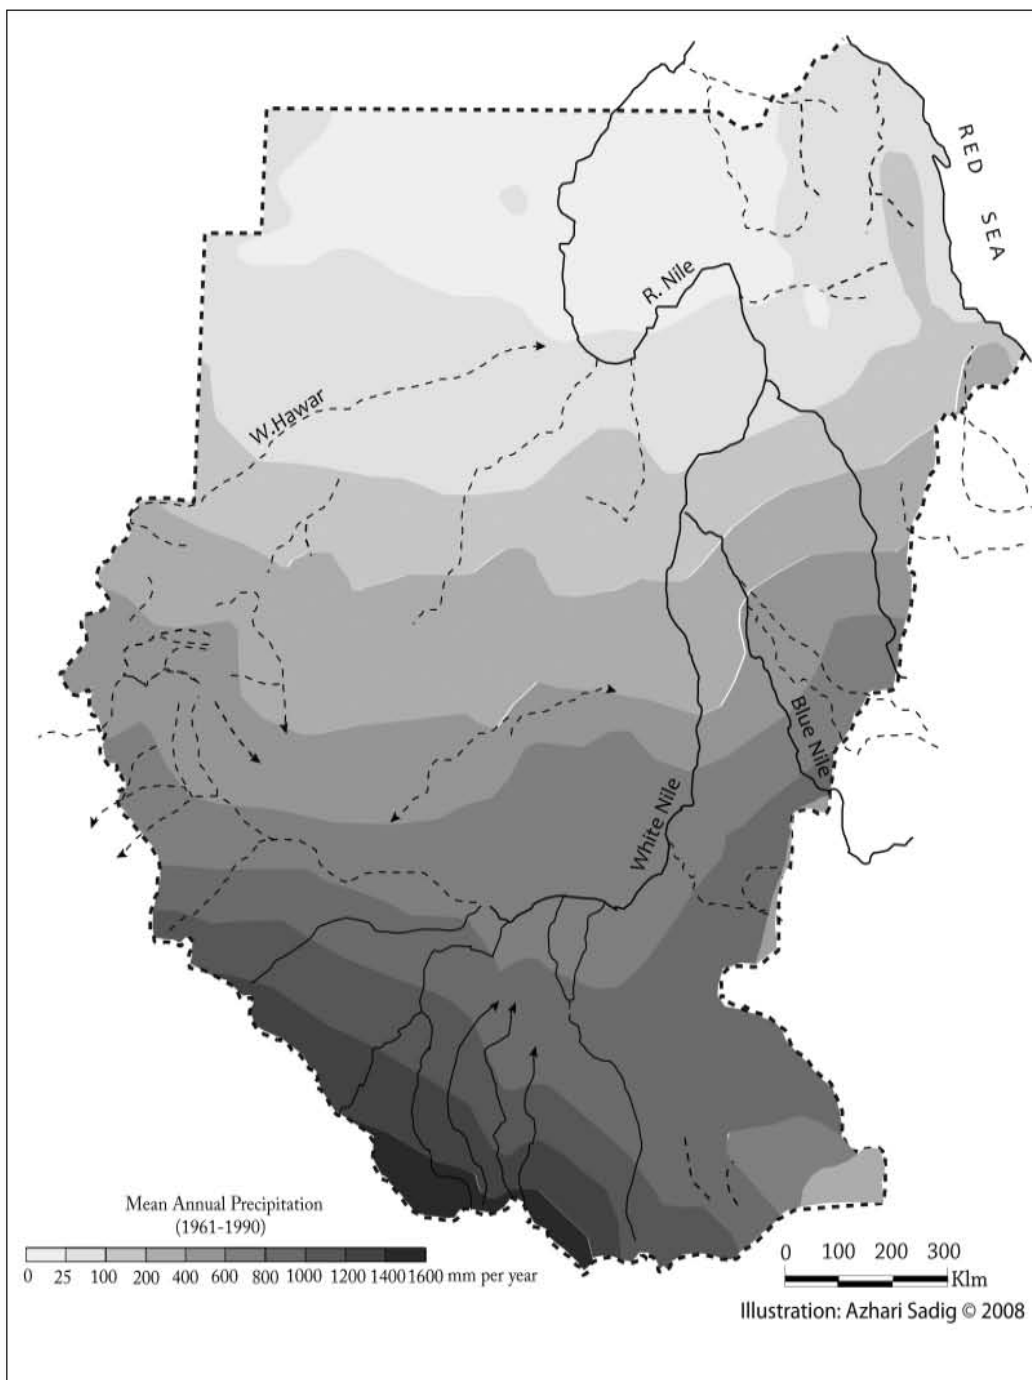 RED SEA
R. Nile
W.Hawar
Blue Nile
White Nile
Mean Annual Precipitation
(1961-1990)
0 25 100 200 400 600 800 1000 1200 1400 1600 mm per year
0 100 200 300
Klm
Illustration: Azhari Sadig © 2008